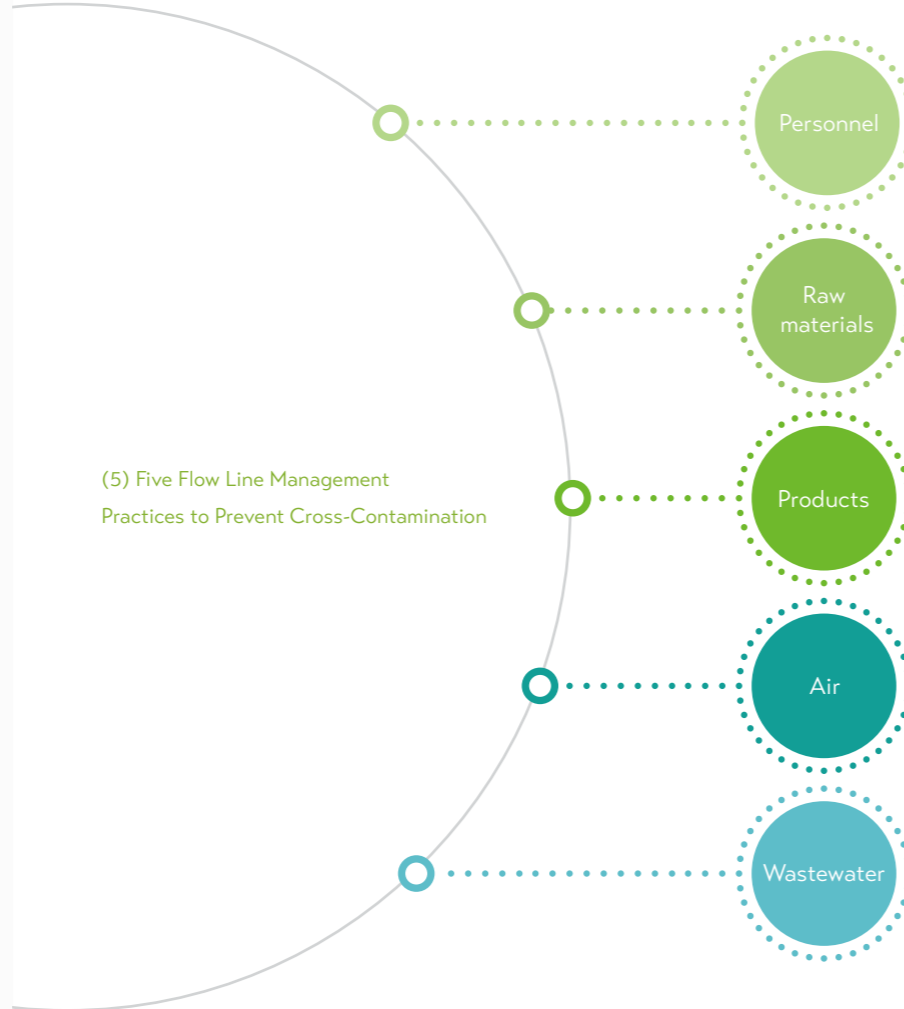 (5) Five Flow Line Management
Practices to Prevent Cross-Contamination
Personnel
Raw
materials
Products
Air
Wastewater